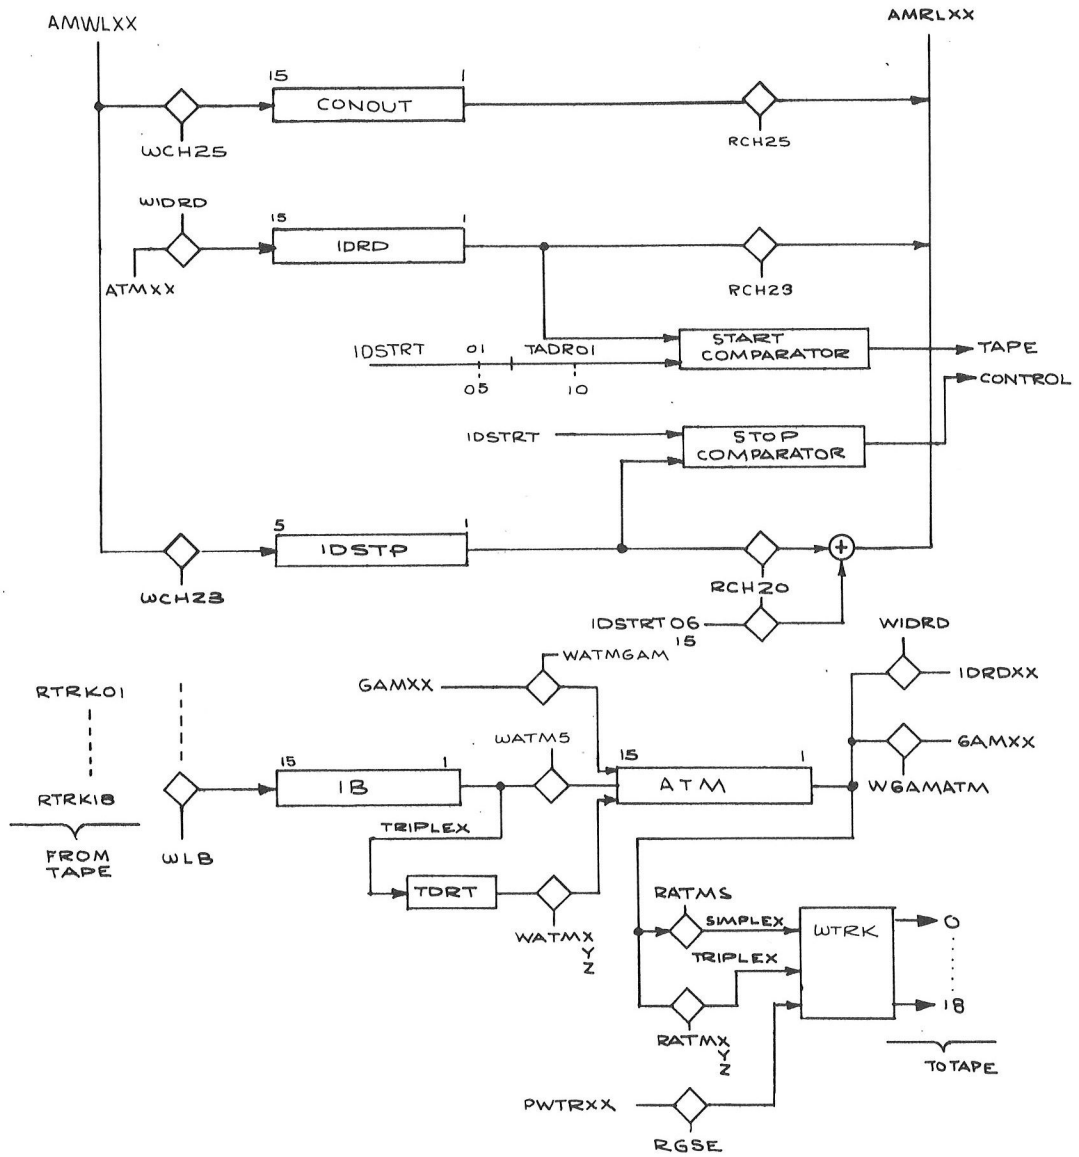 AMWLXX
AMRLXX
15 1
CONOUT
WCH25
RCH25
WIDRD
15 1
IDRD
ATMXX
RCH23
IDSTRT 01 TADR01
05 10
START
COMPARATOR
TAPE
CONTROL
IDSTRT
STOP
COMPARATOR
5 1
IDSTP
WCH23
RCH20
IDSTRT06
15
WIDRD
IDRDXX
WATMGAM
GAMXX
GAMXX
WGAMATM
RTRK01
RTRK18
FROM
TAPE
WLB
15 1
IB
WATMS
15 1
ATM
TRIPLEX
TDRT
WATMX
Y
Z
RATMS
SIMPLEX
TRIPLEX
WTRK
0
18
TO TAPE
RATMX
Y
Z
PWTRXX
RGSE